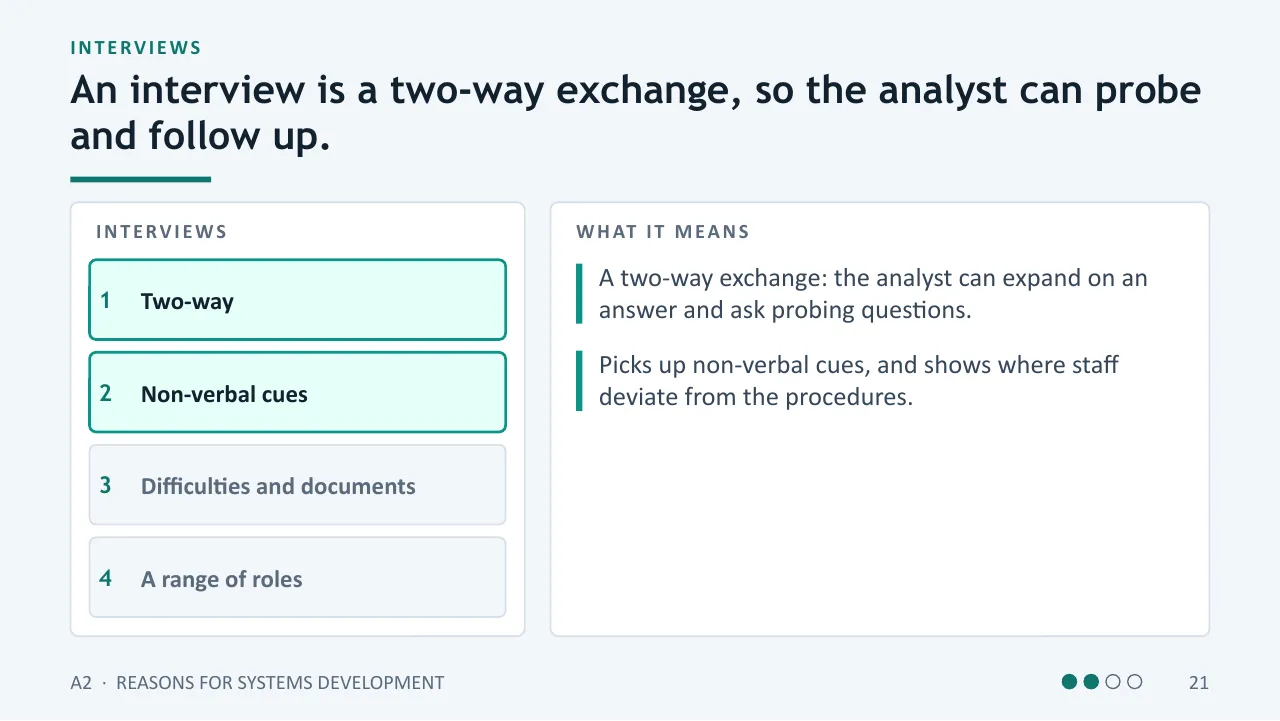 INTERVIEWS
An interview is a two-way exchange, so the analyst can probe
and follow up.
INTERVIEWS
1 Two-way
2 Non-verbal cues
3 Difficulties and documents
4 A range of roles
WHAT IT MEANS
A two-way exchange: the analyst can expand on an
answer and ask probing questions.
Picks up non-verbal cues, and shows where staff
deviate from the procedures.
A2 · REASONS FOR SYSTEMS DEVELOPMENT
21